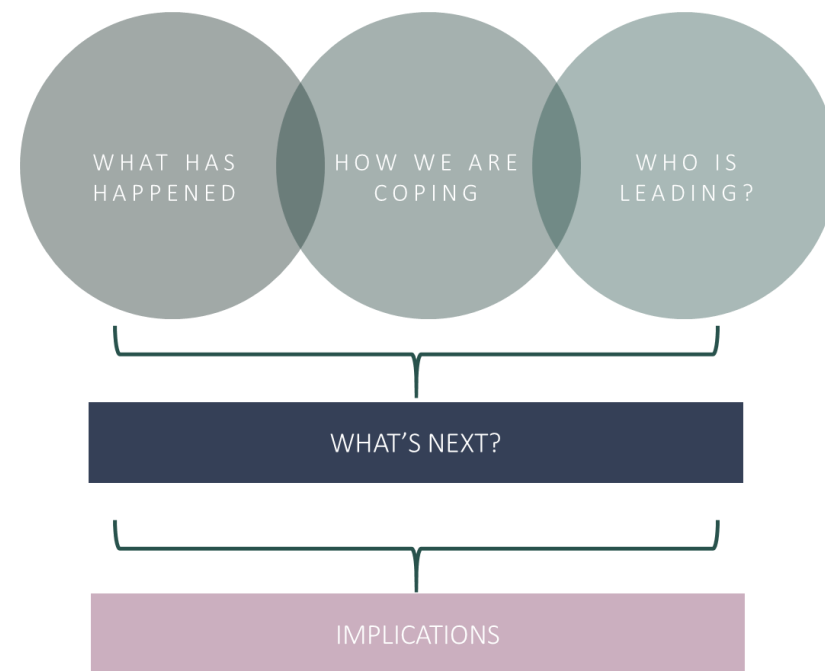 WHAT HAS
HAPPENED
HOW WE ARE
COPING
WHO IS
LEADING?
WHAT’S NEXT?
IMPLICATIONS